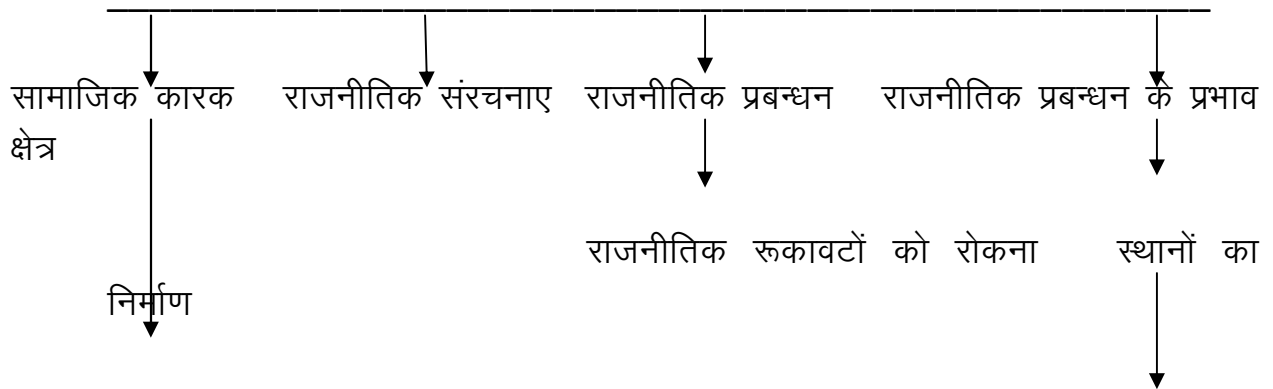 सामाजिक कारक राजनीतिक संरचनाए राजनीतिक प्रबन्धन राजनीतिक प्रबन्धन के प्रभाव
क्षेत्र
राजनीतिक रूकावटों को रोकना स्थानों का
निर्माण